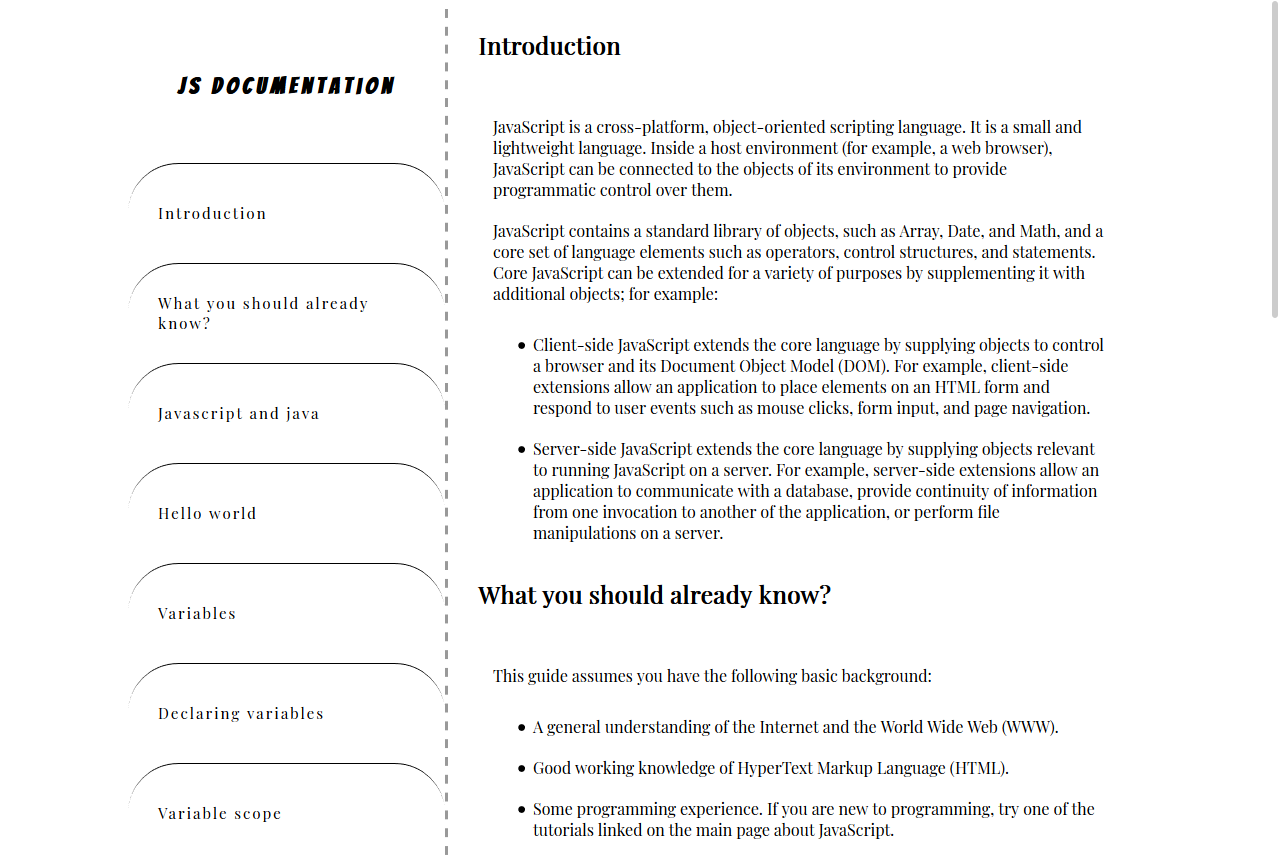 JS DOCUMENTATION
Introduction
What you should already
know?
Javascript and java
Hello world
Variables
Declaring variables
Variable scope
Introduction
JavaScript is a cross-platform, object-oriented scripting language. It is a small and
lightweight language. Inside a host environment (for example, a web browser),
JavaScript can be connected to the objects of its environment to provide
programmatic control over them.
JavaScript contains a standard library of objects, such as Array, Date, and Math, and a
core set of language elements such as operators, control structures, and statements.
Core JavaScript can be extended for a variety of purposes by supplementing it with
additional objects; for example:
• Client-side JavaScript extends the core language by supplying objects to control
a browser and its Document Object Model (DOM). For example, client-side
extensions allow an application to place elements on an HTML form and
respond to user events such as mouse clicks, form input, and page navigation.
• Server-side JavaScript extends the core language by supplying objects relevant
to running JavaScript on a server. For example, server-side extensions allow an
application to communicate with a database, provide continuity of information
from one invocation to another of the application, or perform file
manipulations on a server.
What you should already know?
This guide assumes you have the following basic background:
• A general understanding of the Internet and the World Wide Web (WWW).
• Good working knowledge of HyperText Markup Language (HTML).
• Some programming experience. If you are new to programming, try one of the
tutorials linked on the main page about JavaScript.